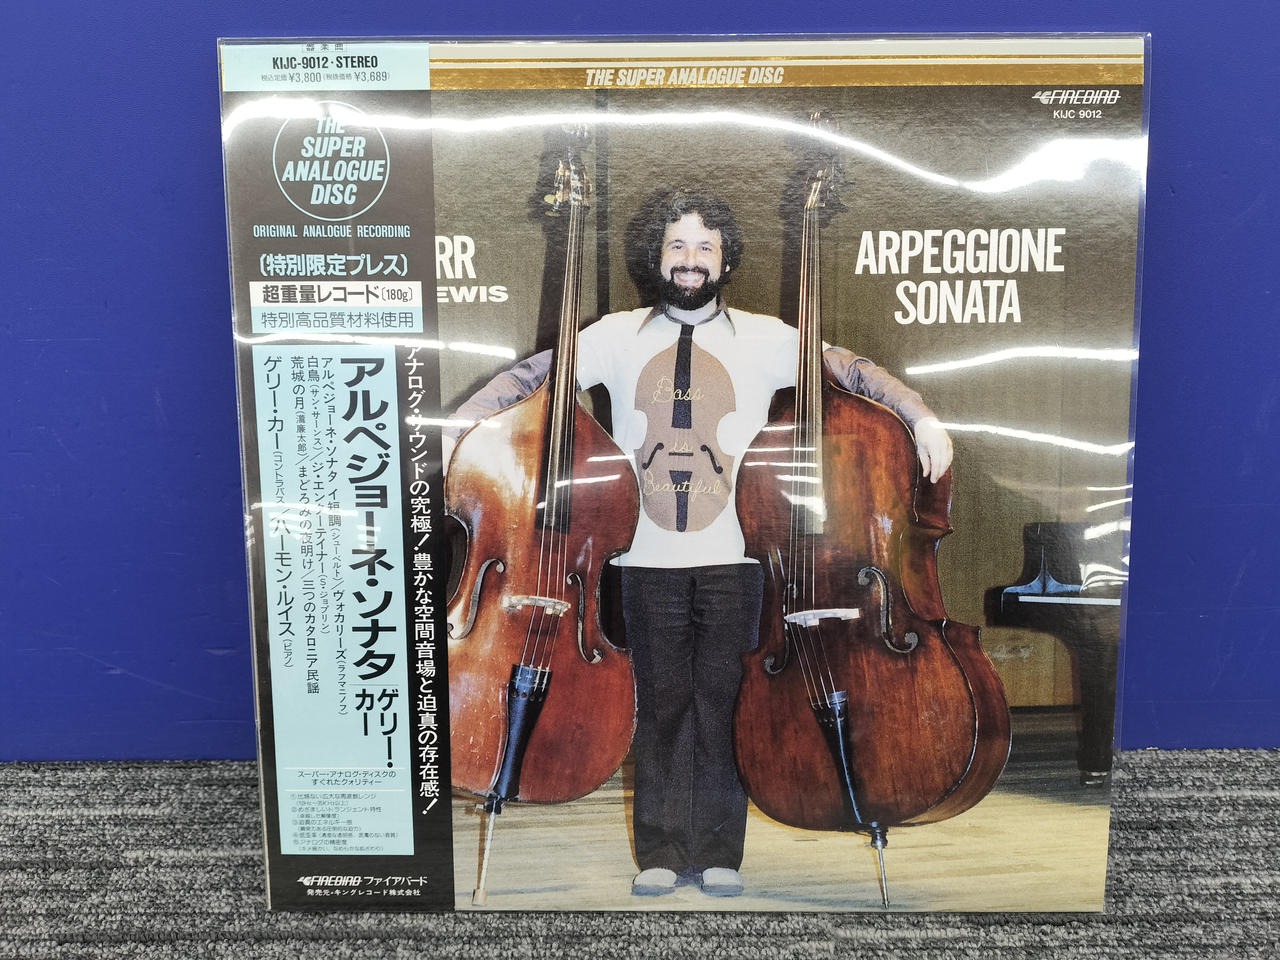 器楽曲
KIJC-9012・STEREO
税込定価¥3,800(税抜価格¥3,689)
THE
SUPER
ANALOGUE
DISC
ORIGINAL ANALOGUE RECORDING
〔特別限定プレス〕
超重量レコード〔180g〕
特別高品質材料使用
アナログ・サウンドの究極！豊かな空間音場と迫真の存在感！
アルペジョーネ・ソナタ
ゲリー・カー
アルペジョーネ・ソナタ イ短調(シューベルト)／ヴォカリーズ(ラフマニノフ)
白鳥(サン・サーンス)／ジ・エンターテイナー(S・ジョプリン)
荒城の月(瀧廉太郎)／まどろみの夜明け／三つのカタロニア民謡
ゲリー・カー(コントラバス)／ハーモン・ルイス(ピアノ)
スーパー・アナログ・ディスクの
すぐれたクォリティー
FIREBIRD ファイアバード
発売元・キングレコード株式会社
THE SUPER ANALOGUE DISC
FIREBIRD
KIJC 9012
RR
EWIS
ARPEGGIONE
SONATA
Bass
is
Beautiful